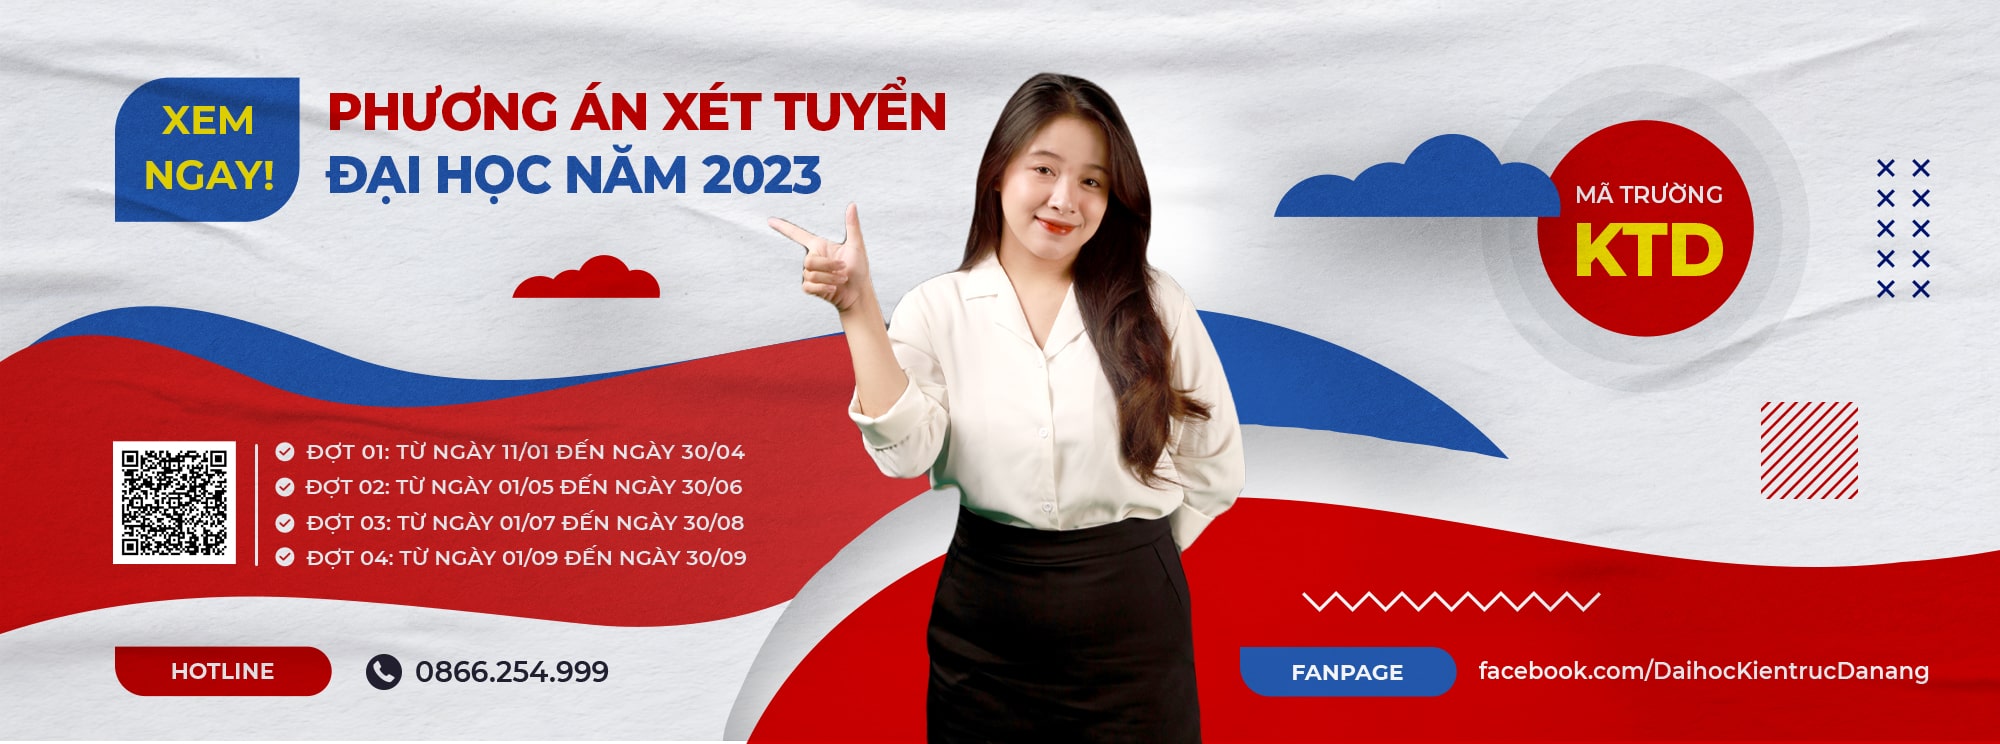 XEM
NGAY!
PHƯƠNG ÁN XÉT TUYỂN
ĐẠI HỌC NĂM 2023
MÃ TRƯỜNG
KTD
ĐỢT 01: TỪ NGÀY 11/01 ĐẾN NGÀY 30/04
ĐỢT 02: TỪ NGÀY 01/05 ĐẾN NGÀY 30/06
ĐỢT 03: TỪ NGÀY 01/07 ĐẾN NGÀY 30/08
ĐỢT 04: TỪ NGÀY 01/09 ĐẾN NGÀY 30/09
HOTLINE
0866.254.999
FANPAGE
facebook.com/DaihocKientrucDanang